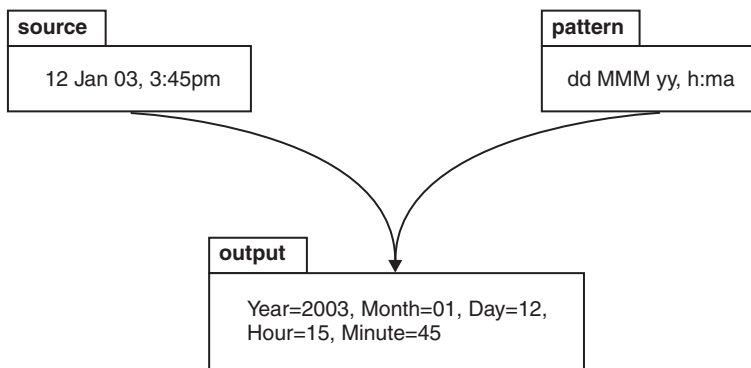 source
12 Jan 03, 3:45pm
pattern
dd MMM yy, h:ma
output
Year=2003, Month=01, Day=12,
Hour=15, Minute=45